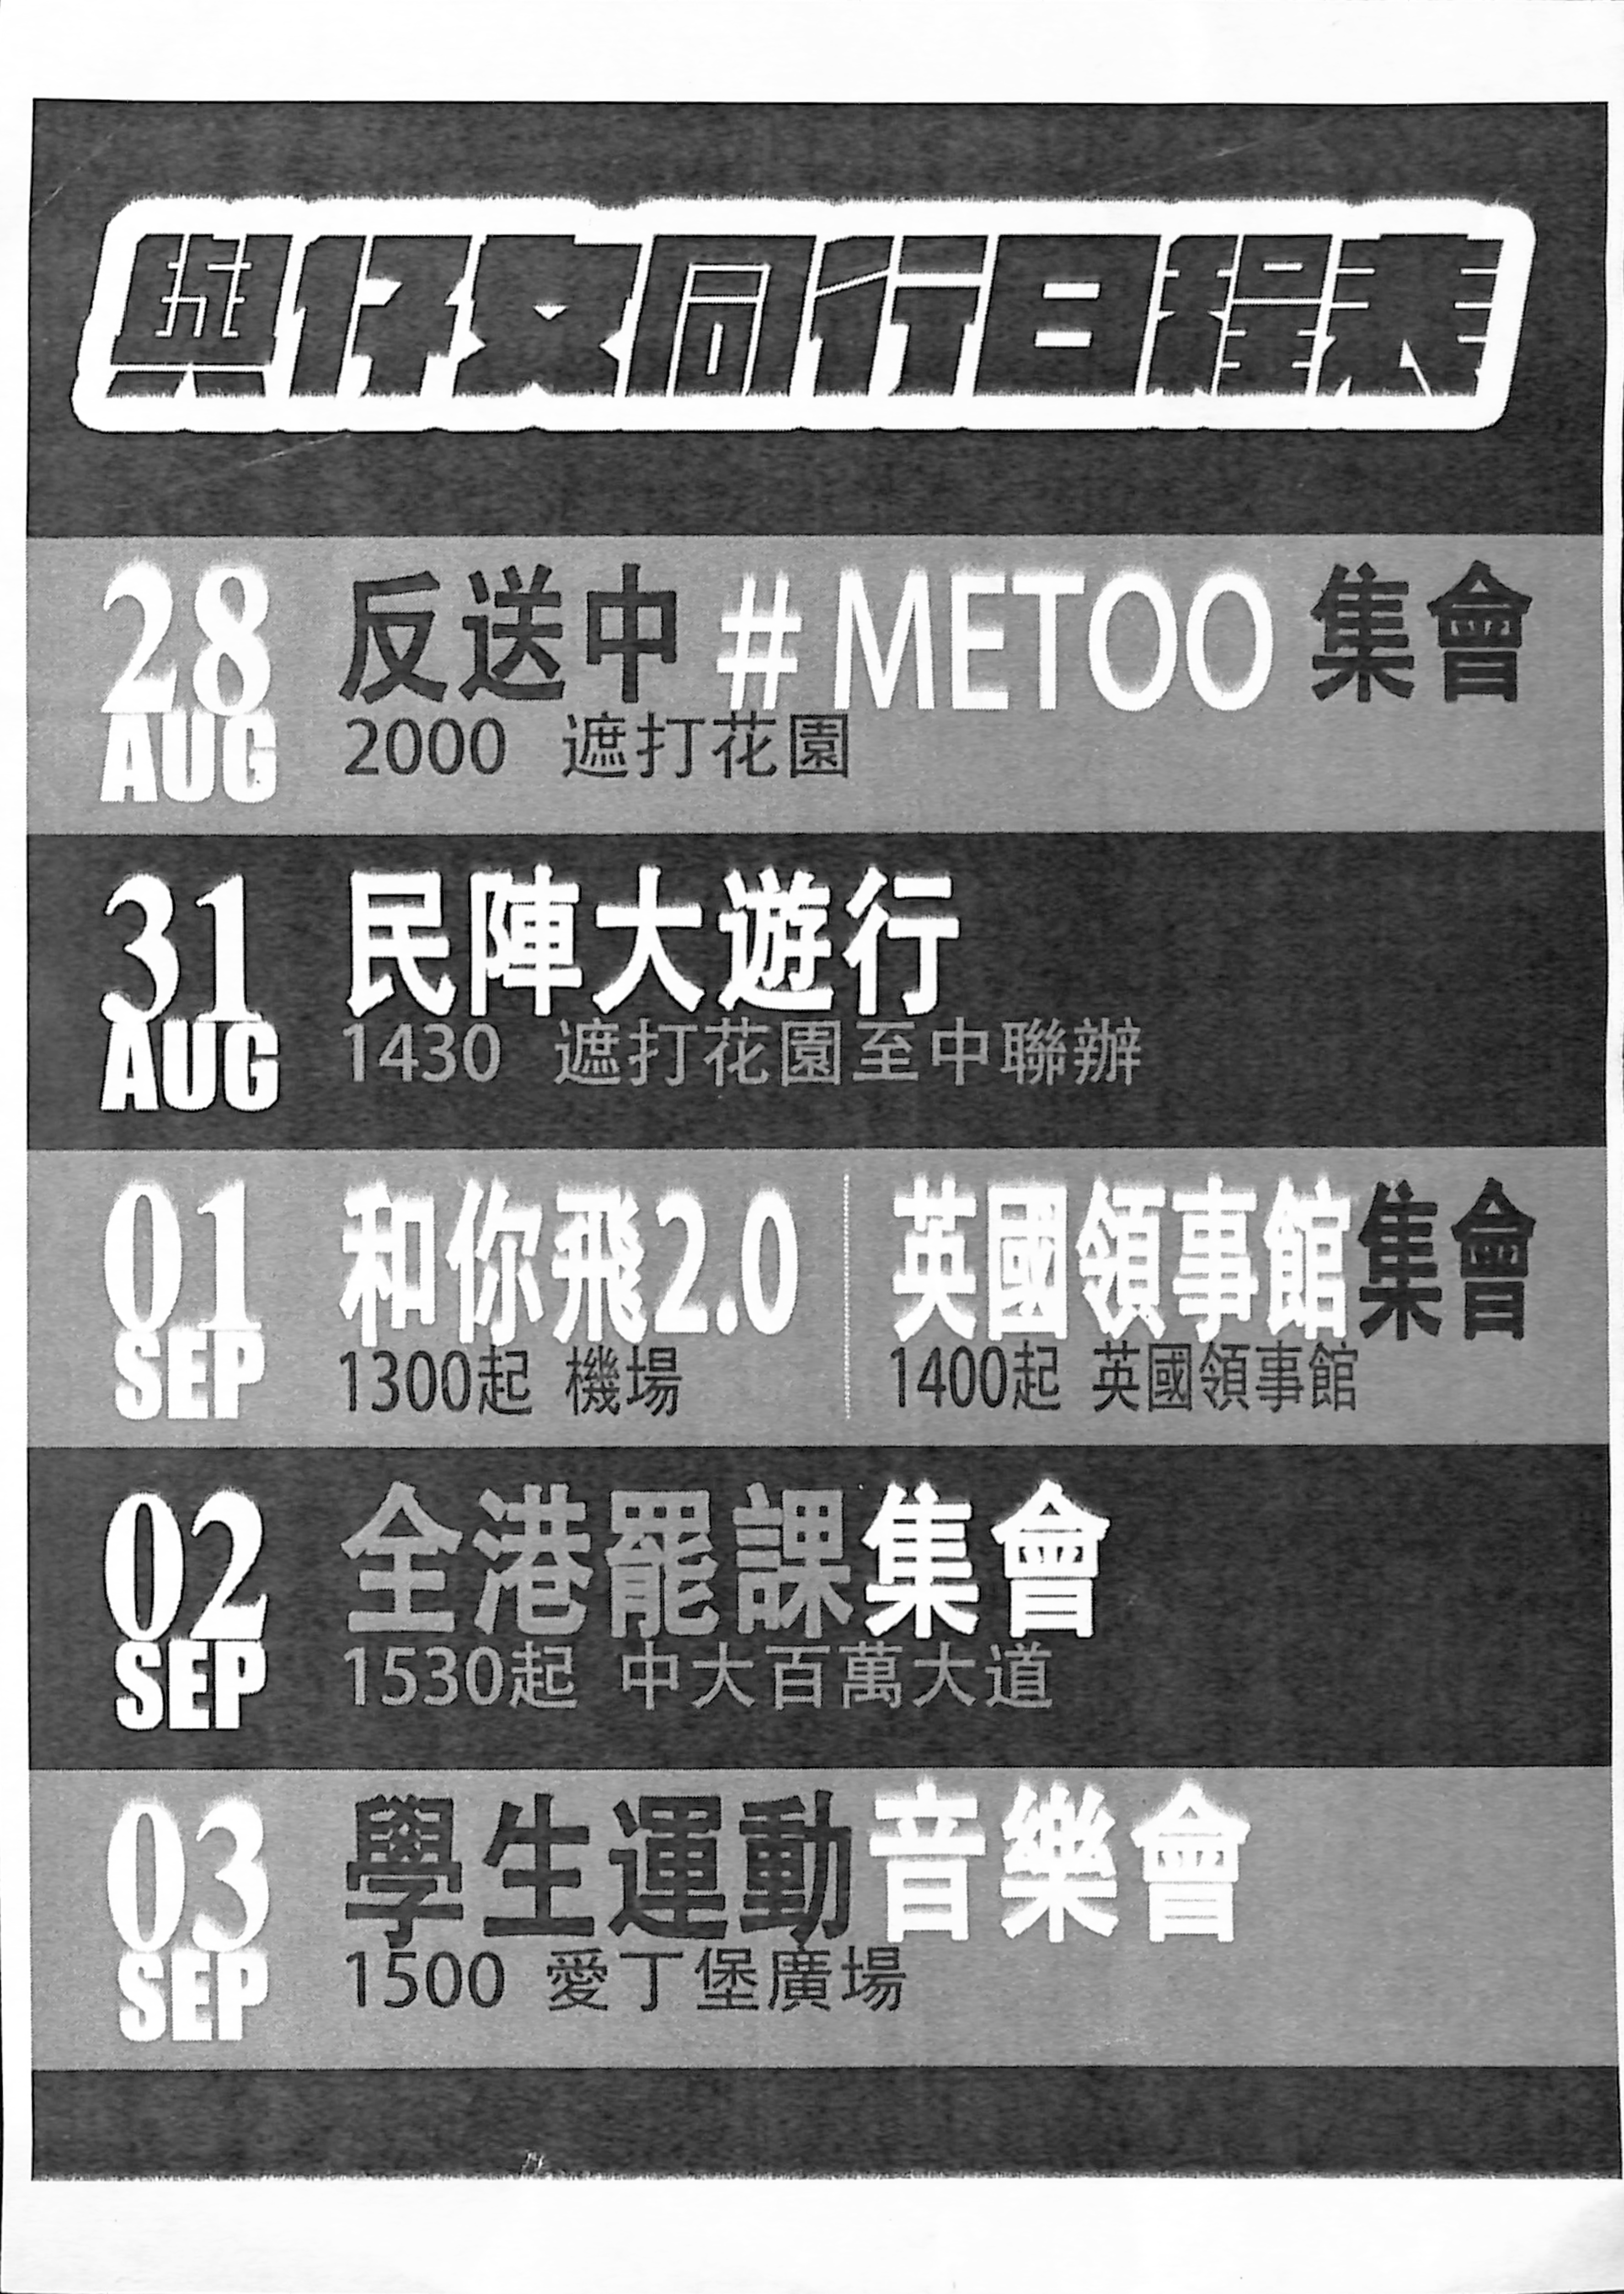 與仔女同行日程表
28 AUG
反送中 #METOO 集會
2000 遮打花園
31 AUG
民陣大遊行
1430 遮打花園至中聯辦
01 SEP
和你飛2.0
1300起 機場
英國領事館集會
1400起 英國領事館
02 SEP
全港罷課集會
1530起 中大百萬大道
03 SEP
學生運動音樂會
1500 愛丁堡廣場